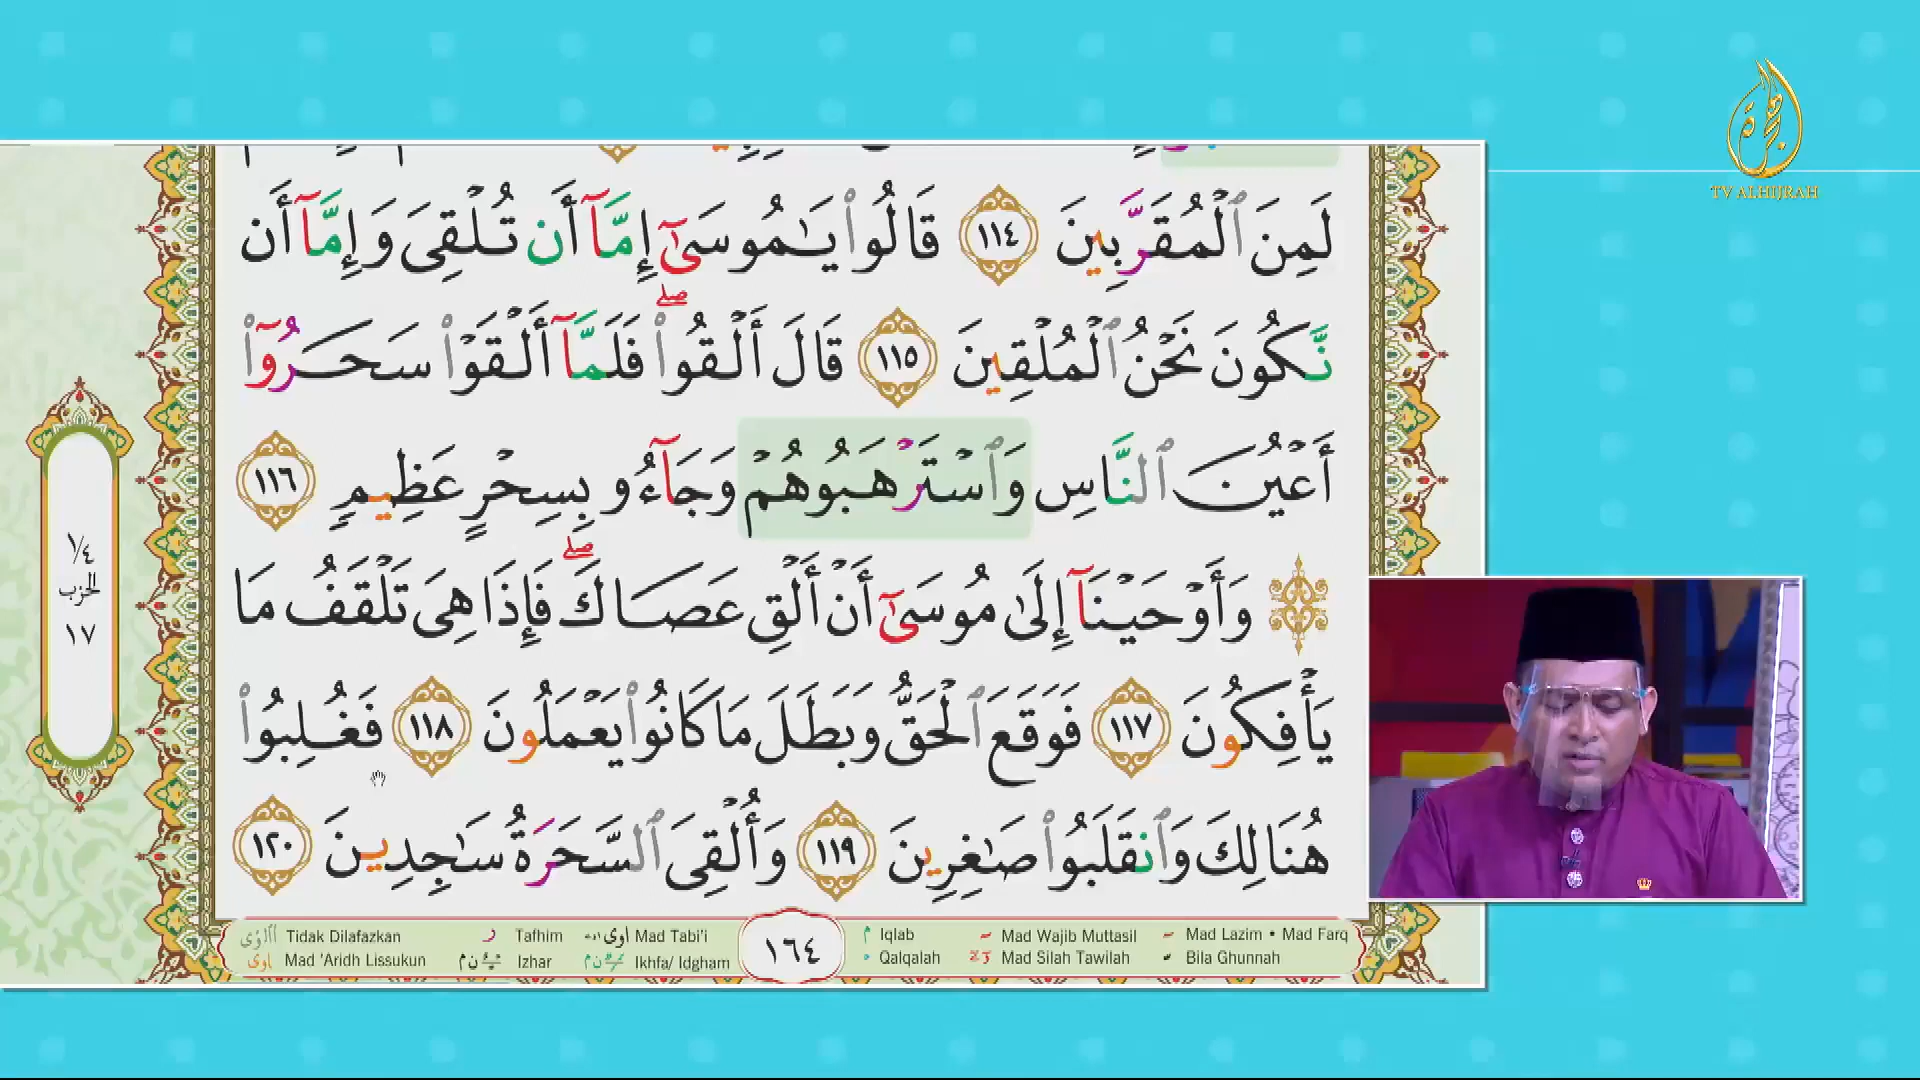 TV ALHIJRAH
لَمِنَ ٱلْمُقَرَّبِينَ ١١٤ قَالُوا۟ يَـٰمُوسَىٰٓ إِمَّآ أَن تُلْقِىَ وَإِمَّآ أَن
نَّكُونَ نَحْنُ ٱلْمُلْقِينَ ١١٥ قَالَ أَلْقُوا۟ ۖ فَلَمَّآ أَلْقَوْا۟ سَحَرُوٓا۟
أَعْيُنَ ٱلنَّاسِ وَٱسْتَرْهَبُوهُمْ وَجَآءُو بِسِحْرٍ عَظِيمٍ ١١٦
۞ وَأَوْحَيْنَآ إِلَىٰ مُوسَىٰٓ أَنْ أَلْقِ عَصَاكَ ۖ فَإِذَا هِىَ تَلْقَفُ مَا
يَأْفِكُونَ ١١٧ فَوَقَعَ ٱلْحَقُّ وَبَطَلَ مَا كَانُوا۟ يَعْمَلُونَ ١١٨ فَغُلِبُوا۟
هُنَالِكَ وَٱنقَلَبُوا۟ صَـٰغِرِينَ ١١٩ وَأُلْقِىَ ٱلسَّحَرَةُ سَـٰجِدِينَ ١٢٠
١/٤
الحزب
١٧
Tidak Dilafazkan Tafhim Mad Tabi'i ١٦٤ Iqlab Mad Wajib Muttasil Mad Lazim • Mad Farq
Mad 'Aridh Lissukun Izhar Ikhfa/ Idgham Qalqalah Mad Silah Tawilah Bila Ghunnah